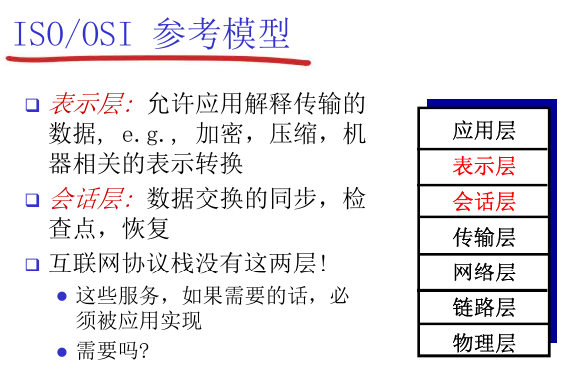 ISO/OSI 参考模型
表示层: 允许应用解释传输的
数据, e.g., 加密，压缩，机
器相关的表示转换
会话层: 数据交换的同步，检
查点，恢复
互联网协议栈没有这两层!
这些服务，如果需要的话，必
须被应用实现
需要吗?
应用层
表示层
会话层
传输层
网络层
链路层
物理层